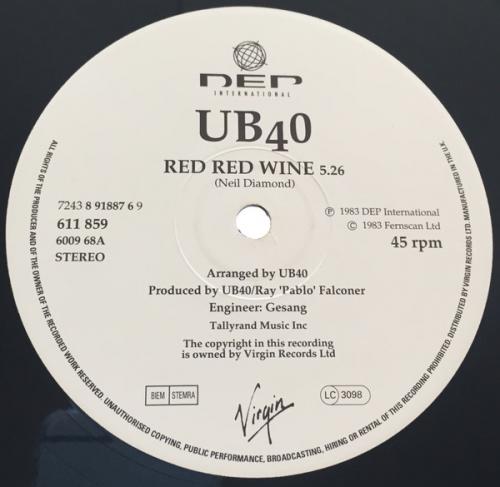 DEP
INTERNATIONAL
UB40
RED RED WINE 5.26
(Neil Diamond)
7243 8 91887 6 9
611 859
6009 68A
STEREO
℗ 1983 DEP International
© 1983 Fernscan Ltd
45 rpm
Arranged by UB40
Produced by UB40/Ray 'Pablo' Falconer
Engineer: Gesang
Tallyrand Music Inc
The copyright in this recording
is owned by Virgin Records Ltd
BIEM STEMRA
Virgin
LC 3098
ALL RIGHTS OF THE PRODUCER AND OF THE OWNER OF THE RECORDED WORK RESERVED. UNAUTHORISED COPYING, PUBLIC PERFORMANCE, BROADCASTING, HIRING OR RENTAL OF THIS RECORDING PROHIBITED. DISTRIBUTED BY VIRGIN RECORDS LTD. MANUFACTURED IN THE U.K.